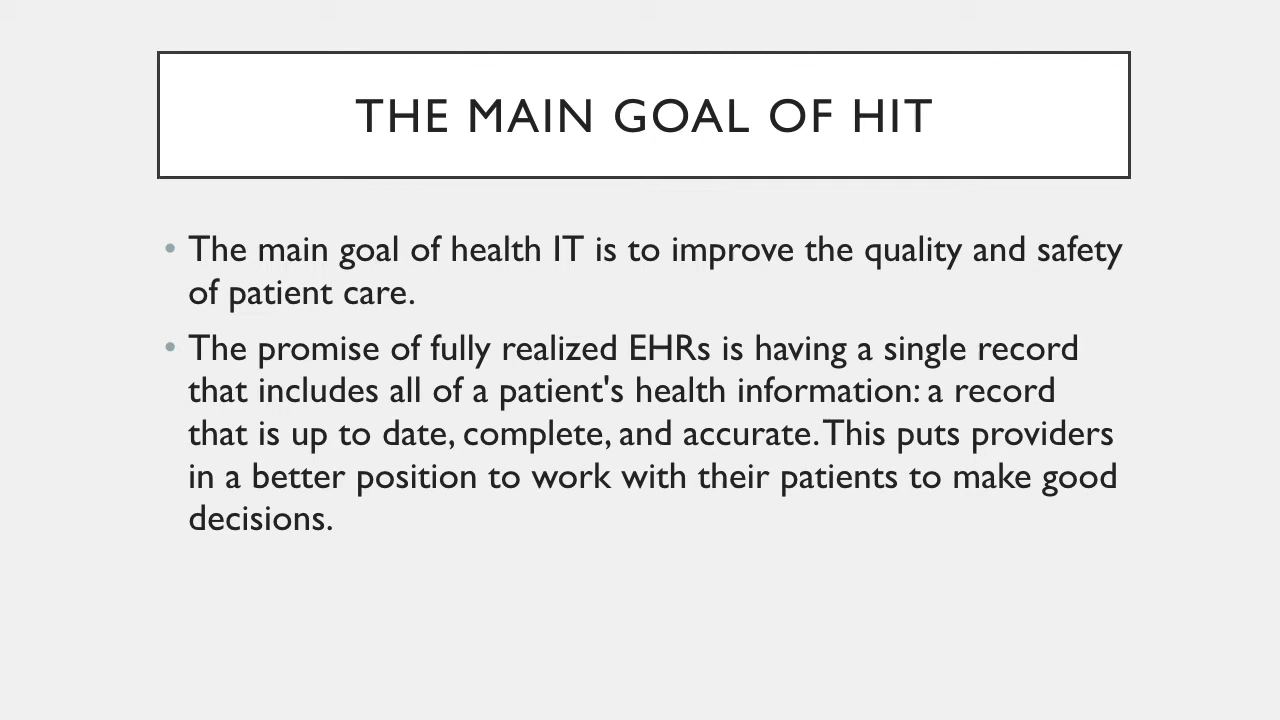 THE MAIN GOAL OF HIT
• The main goal of health IT is to improve the quality and safety
of patient care.
• The promise of fully realized EHRs is having a single record
that includes all of a patient's health information: a record
that is up to date, complete, and accurate. This puts providers
in a better position to work with their patients to make good
decisions.